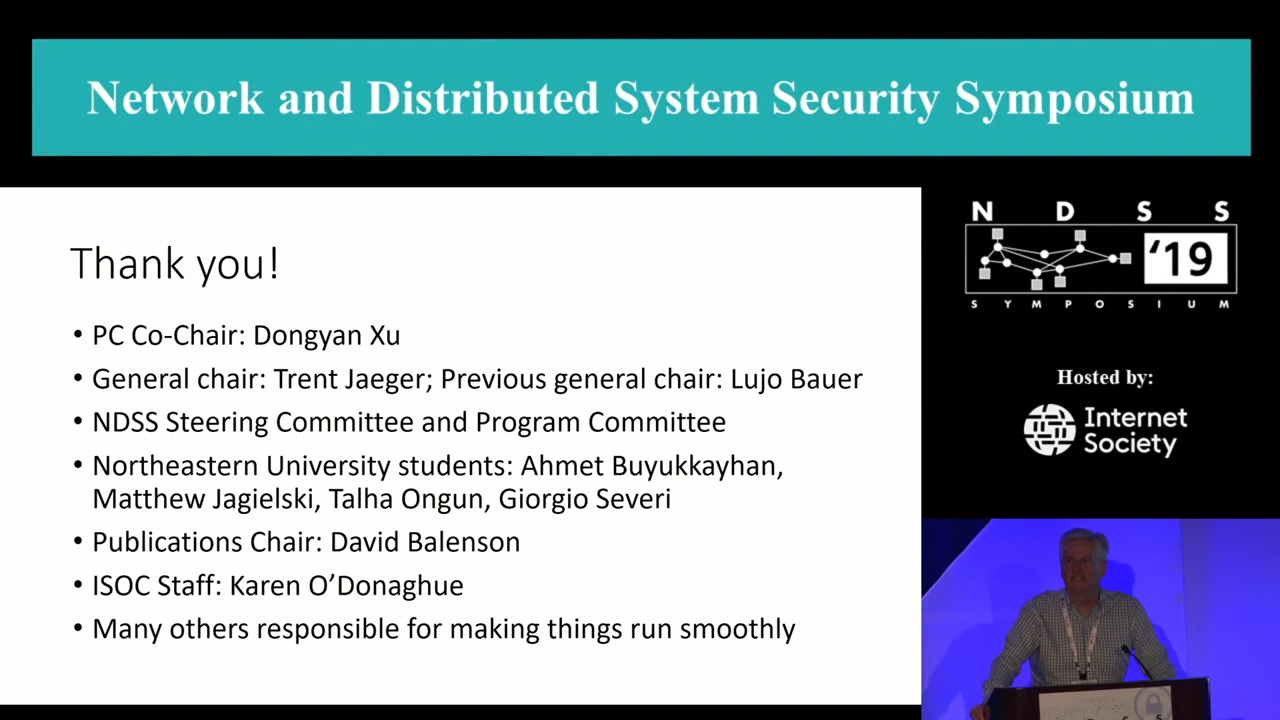 Network and Distributed System Security Symposium
N D S S
'19
S Y M P O S I U M
Hosted by:
Internet
Society
Thank you!
• PC Co-Chair: Dongyan Xu
• General chair: Trent Jaeger; Previous general chair: Lujo Bauer
• NDSS Steering Committee and Program Committee
• Northeastern University students: Ahmet Buyukkayhan,
Matthew Jagielski, Talha Ongun, Giorgio Severi
• Publications Chair: David Balenson
• ISOC Staff: Karen O’Donaghue
• Many others responsible for making things run smoothly